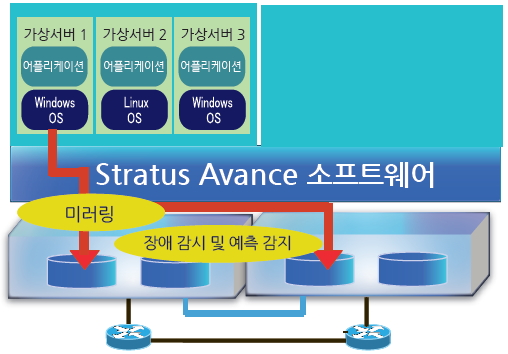 가상서버 1 가상서버 2 가상서버 3
어플리케이션 어플리케이션 어플리케이션
Windows OS Linux OS Windows OS
Stratus Avance 소프트웨어
미러링
장애 감시 및 예측 감지